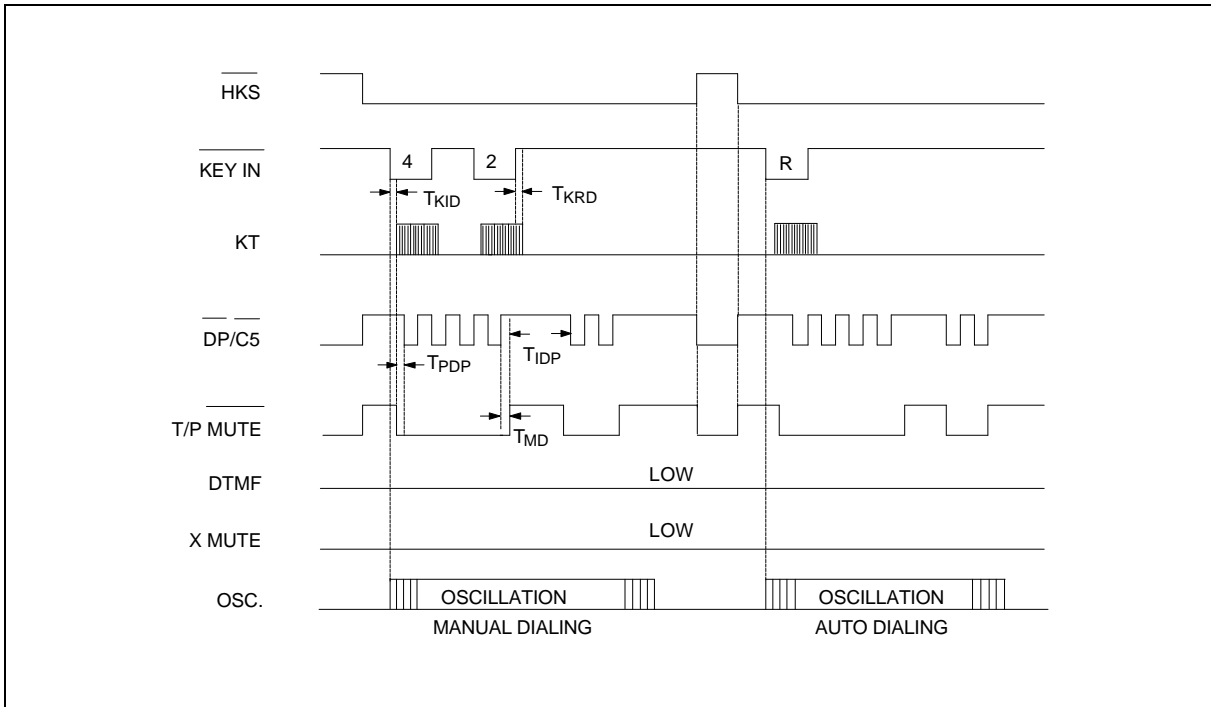 HKS
KEY IN
4
2
R
TKID
TKRD
KT
DP/C5
TPDP
TIDP
T/P MUTE
TMD
DTMF
LOW
X MUTE
LOW
OSC.
OSCILLATION
OSCILLATION
MANUAL DIALING
AUTO DIALING